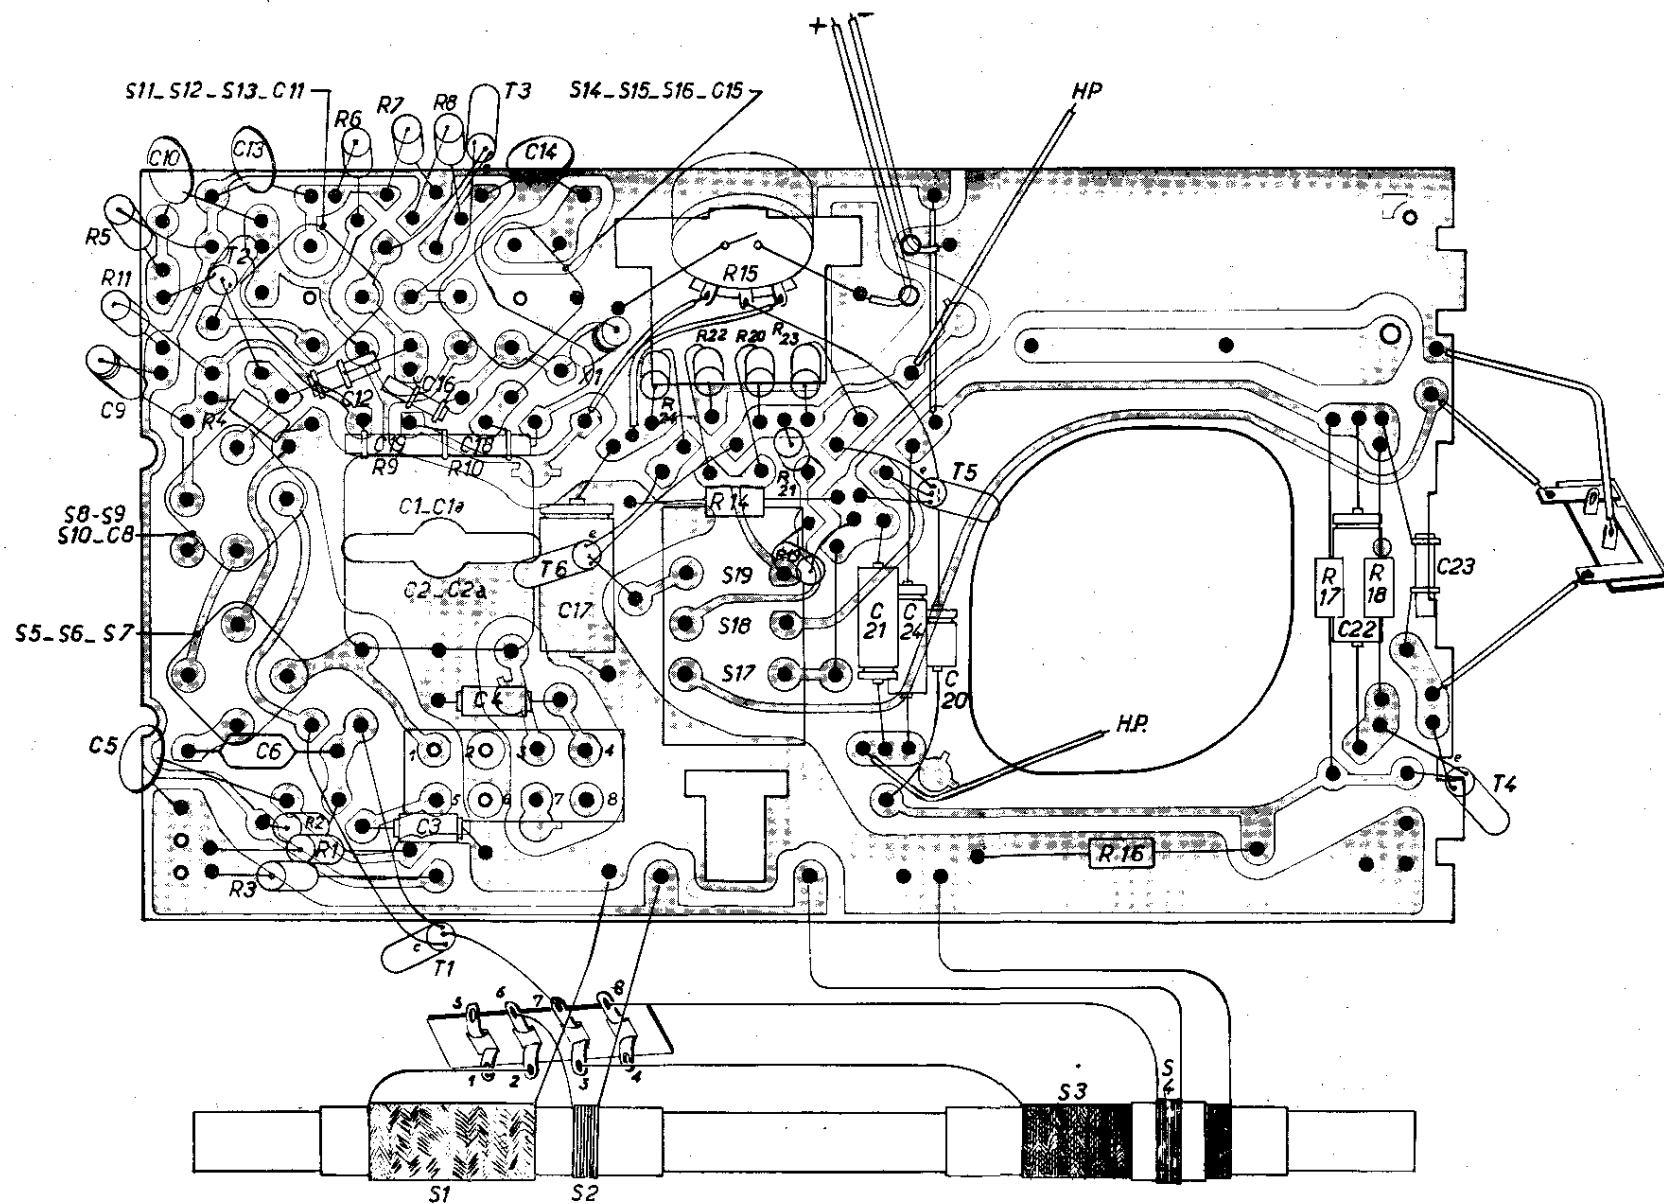 + −
S11_S12_S13_C11
R6
R7
R8
T3
S14_S15_S16_C15
HP
C10
C13
C14
R5
T2
R15
R11
R22
R20
R
23
C9
R4
C12
C16
X1
R
24
C19
C18
R9
R10
R
21
T5
R14
C1_C1a
S8-S9
S10_C8
c
T6
C2_C2a
C17
S19
R19
S18
S17
C
21
C
24
C
20
R
17
R
18
C22
C23
S5_S6_S7
C4
C5
C6
1 2 3 4
5 6 7 8
HP.
e
T4
R2
R1
C3
R3
R16
c
T1
5 6 7 8
1 2 3 4
S3
S
4
S1
S2